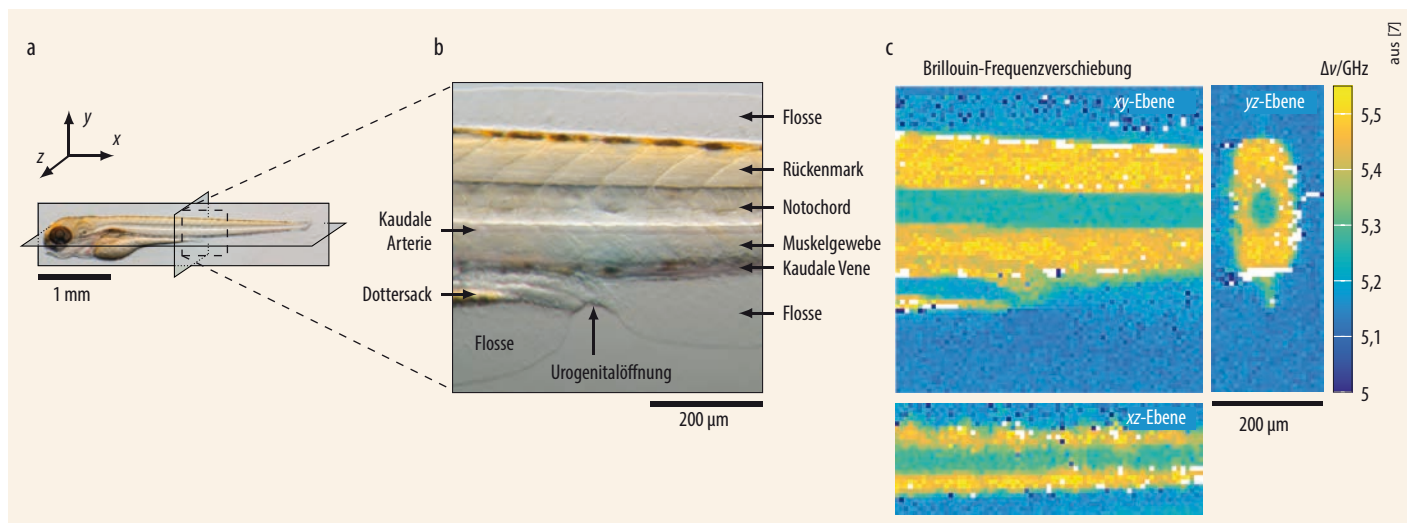 a
y
x
z
1 mm
b
Flosse
Rückenmark
Notochord
Kaudale
Arterie
Muskelgewebe
Kaudale Vene
Dottersack
Flosse
Flosse
Urogenitalöffnung
200 µm
c
Brillouin-Frequenzverschiebung
xy-Ebene
yz-Ebene
xz-Ebene
200 µm
Δν/GHz
5,5
5,4
5,3
5,2
5,1
5
aus [7]